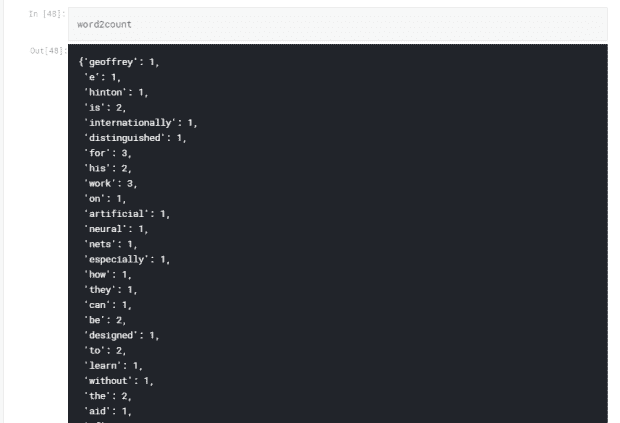 In [48]:
word2count
Out[48]:
{'geoffrey': 1,
'e': 1,
'hinton': 1,
'is': 2,
'internationally': 1,
'distinguished': 1,
'for': 3,
'his': 2,
'work': 3,
'on': 1,
'artificial': 1,
'neural': 1,
'nets': 1,
'especially': 1,
'how': 1,
'they': 1,
'can': 1,
'be': 2,
'designed': 1,
'to': 2,
'learn': 1,
'without': 1,
'the': 2,
'aid': 1,